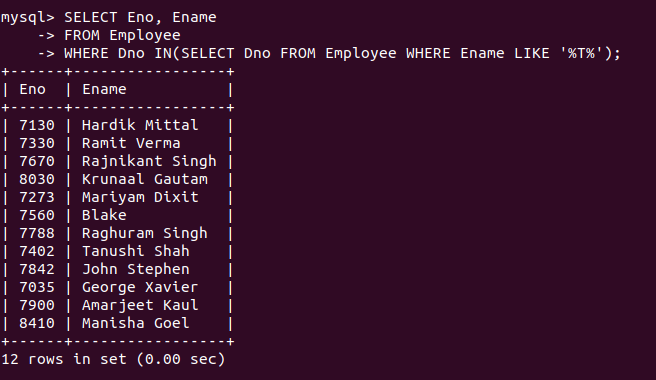 mysql> SELECT Eno, Ename
    -> FROM Employee
    -> WHERE Dno IN(SELECT Dno FROM Employee WHERE Ename LIKE '%T%');
+------+-----------------+
| Eno  | Ename           |
+------+-----------------+
| 7130 | Hardik Mittal   |
| 7330 | Ramit Verma     |
| 7670 | Rajnikant Singh |
| 8030 | Krunaal Gautam  |
| 7273 | Mariyam Dixit   |
| 7560 | Blake           |
| 7788 | Raghuram Singh  |
| 7402 | Tanushi Shah    |
| 7842 | John Stephen    |
| 7035 | George Xavier   |
| 7900 | Amarjeet Kaul   |
| 8410 | Manisha Goel    |
+------+-----------------+
12 rows in set (0.00 sec)